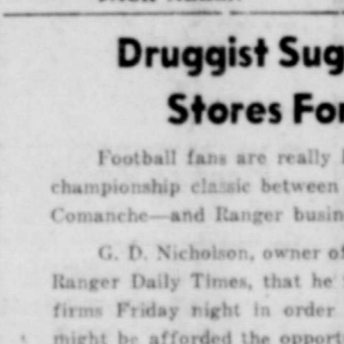 Druggist Sug
Stores For
Football fans are really
championship classic between
Comanche—and Ranger busin
G. D. Nicholson, owner of
Ranger Daily Times, that he
firms Friday night in order
might be afforded the opport